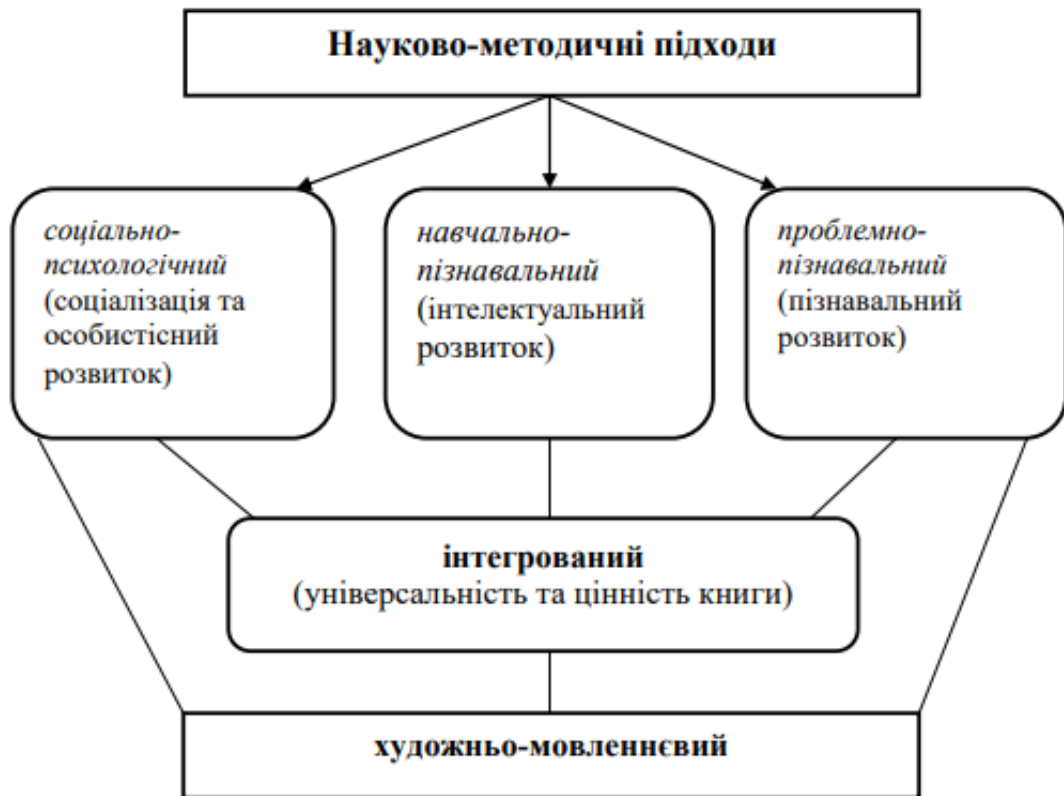 Науково-методичні підходи
соціально-
психологічний
(соціалізація та
особистісний
розвиток)
навчально-
пізнавальний
(інтелектуальний
розвиток)
проблемно-
пізнавальний
(пізнавальний
розвиток)
інтегрований
(універсальність та цінність книги)
художньо-мовленнєвий